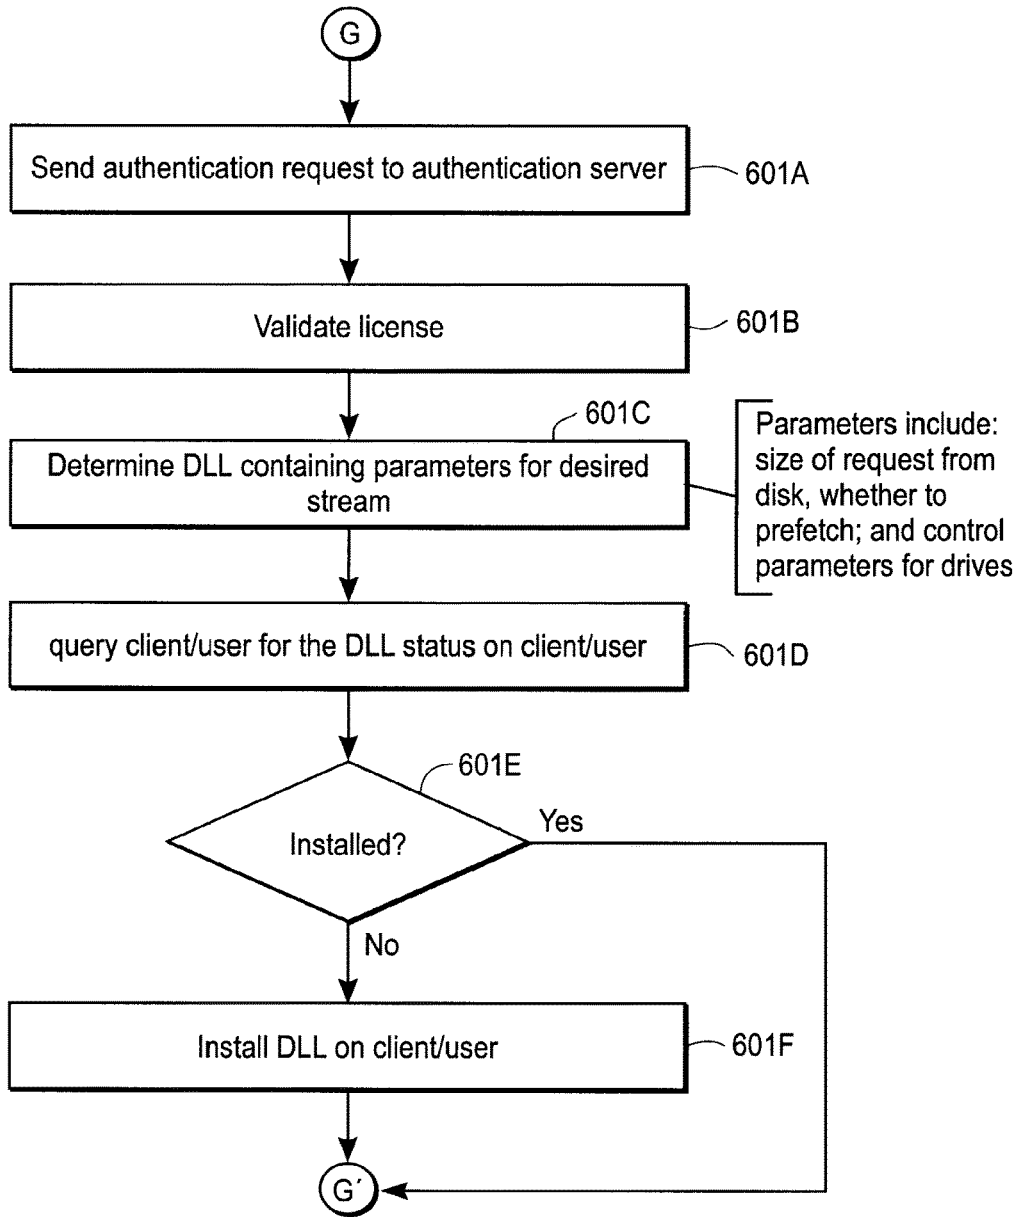 G
Send authentication request to authentication server
601A
Validate license
601B
601C
Determine DLL containing parameters for desired
stream
Parameters include:
size of request from
disk, whether to
prefetch; and control
parameters for drives
query client/user for the DLL status on client/user
601D
601E
Installed?
Yes
No
Install DLL on client/user
601F
G´